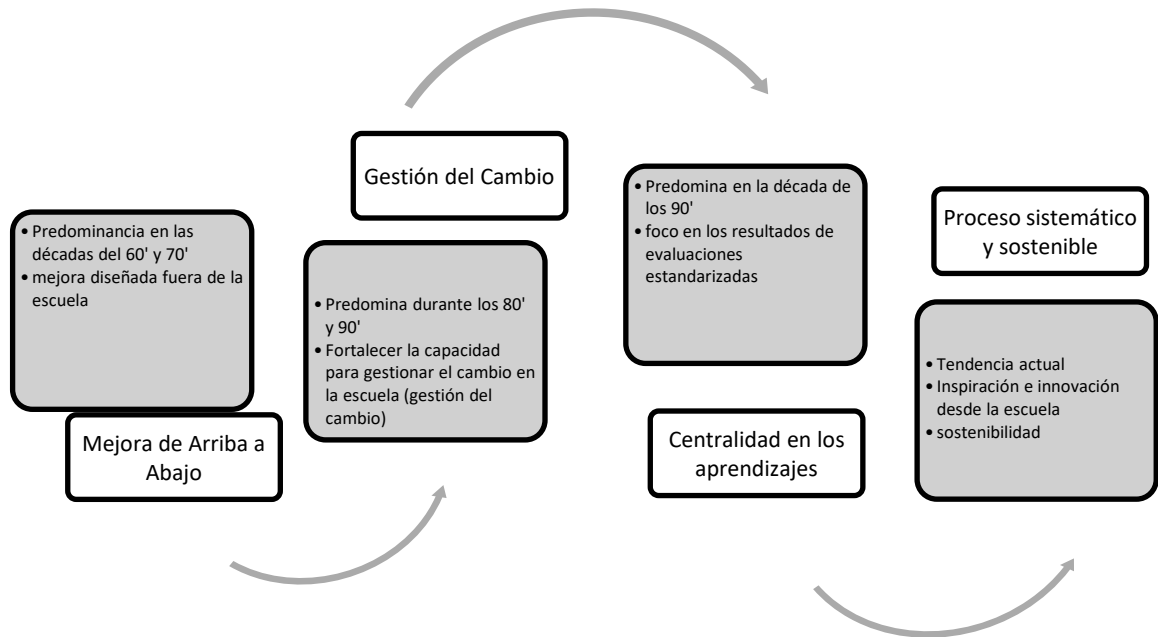 • Predominancia en las
décadas del 60' y 70'
• mejora diseñada fuera de la
escuela
Mejora de Arriba a
Abajo
Gestión del Cambio
• Predomina durante los 80'
y 90'
• Fortalecer la capacidad
para gestionar el cambio en
la escuela (gestión del
cambio)
• Predomina en la década de
los 90'
• foco en los resultados de
evaluaciones
estandarizadas
Centralidad en los
aprendizajes
Proceso sistemático
y sostenible
• Tendencia actual
• Inspiración e innovación
desde la escuela
• sostenibilidad